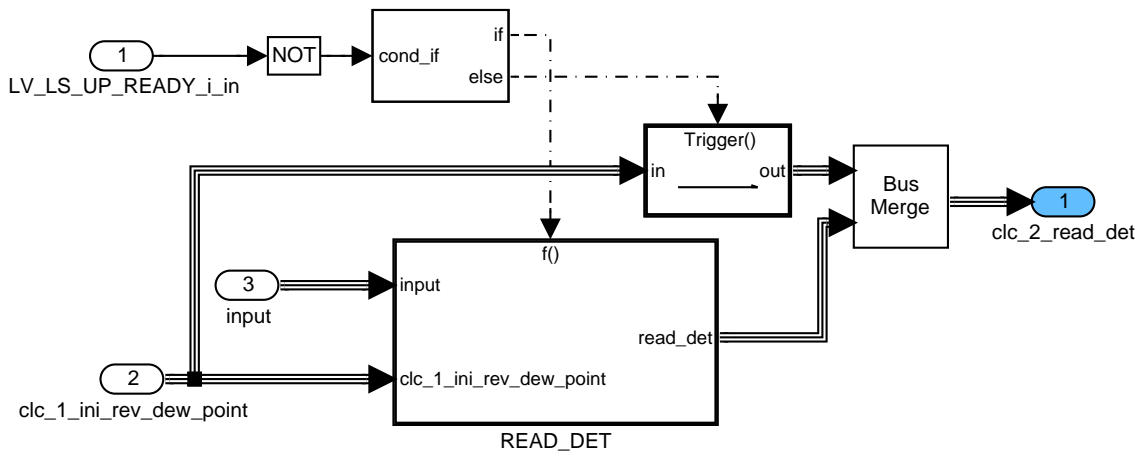 1
LV_LS_UP_READY_i_in
NOT
cond_if
if
else
Trigger()
in
out
Bus
Merge
1
clc_2_read_det
f()
3
input
input
read_det
2
clc_1_ini_rev_dew_point
clc_1_ini_rev_dew_point
READ_DET